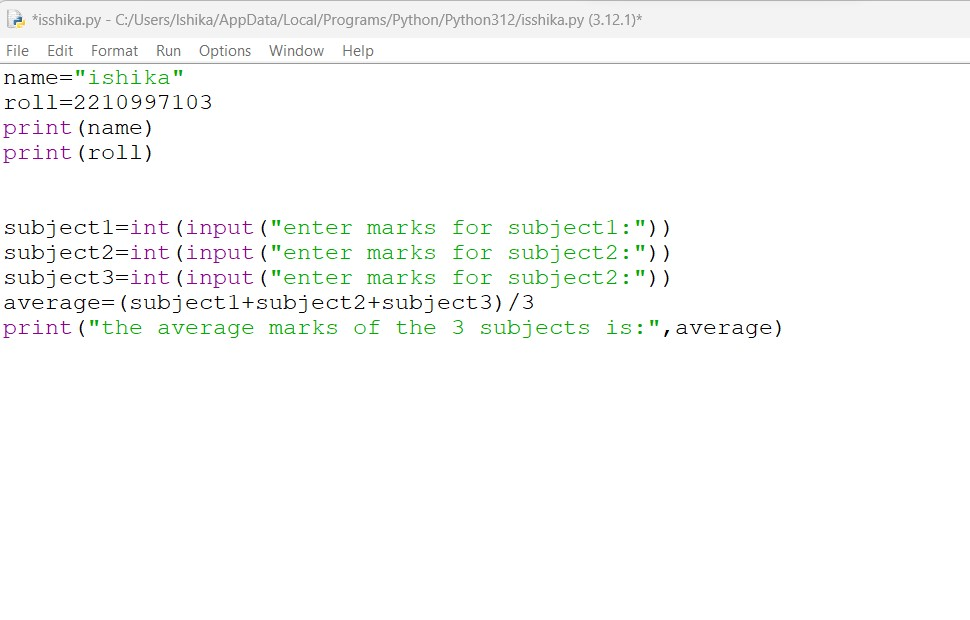 *isshika.py - C:/Users/Ishika/AppData/Local/Programs/Python/Python312/isshika.py (3.12.1)*
File Edit Format Run Options Window Help
name="ishika"
roll=2210997103
print(name)
print(roll)
subject1=int(input("enter marks for subject1:"))
subject2=int(input("enter marks for subject2:"))
subject3=int(input("enter marks for subject2:"))
average=(subject1+subject2+subject3)/3
print("the average marks of the 3 subjects is:",average)